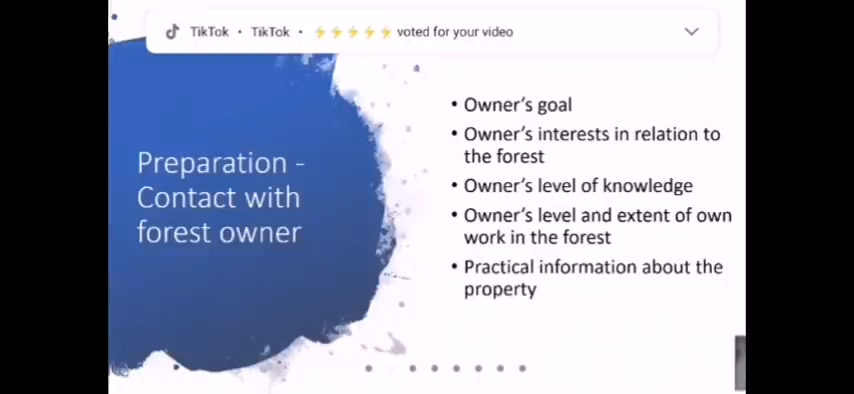 TikTok • TikTok • ⚡⚡⚡⚡⚡ voted for your video
Preparation -
Contact with
forest owner
• Owner's goal
• Owner's interests in relation to
the forest
• Owner's level of knowledge
• Owner's level and extent of own
work in the forest
• Practical information about the
property